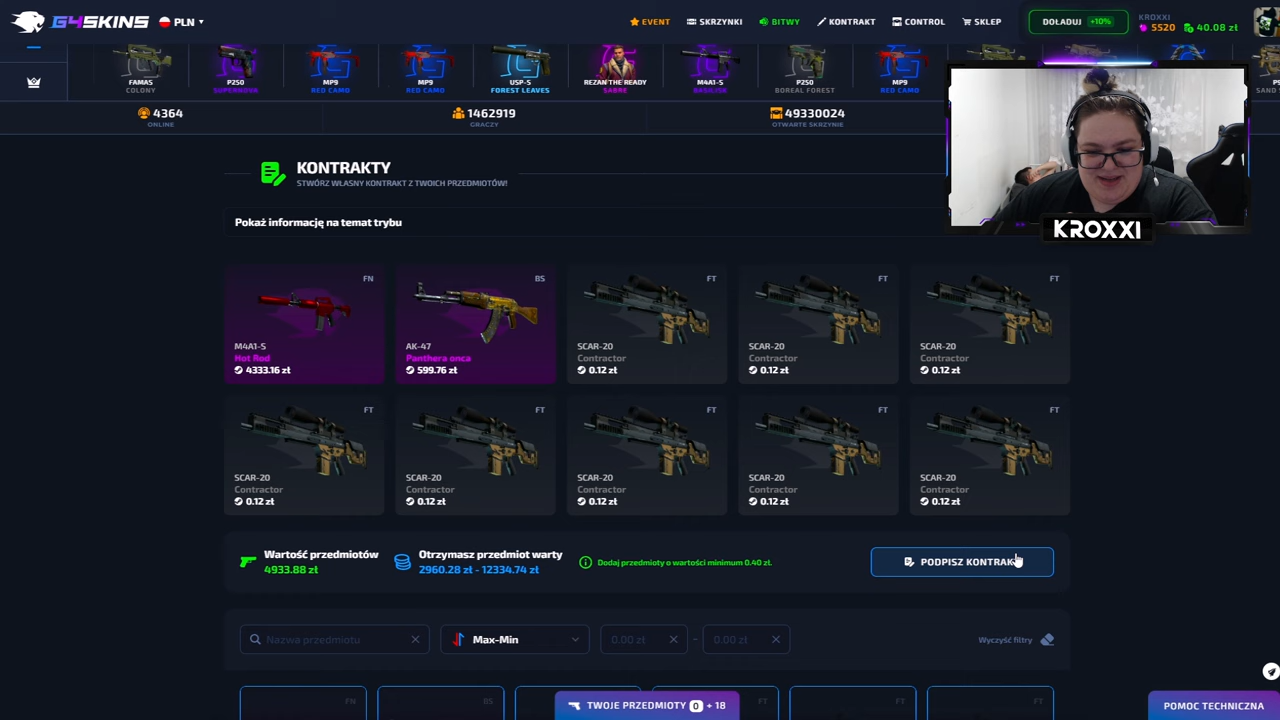 G4SKINS
PLN
EVENT
SKRZYNKI
BITWY
KONTRAKT
CONTROL
SKLEP
DOŁADUJ +10%
KROXXI
5520
40.08 zł
FAMAS
COLONY
P250
SUPERNOVA
MP9
RED CAMO
MP9
RED CAMO
USP-S
FOREST LEAVES
REZAN THE READY
SABRE
M4A1-S
BASILISK
P250
BOREAL FOREST
MP9
RED CAMO
4364
ONLINE
1462919
GRACZY
49330024
OTWARTE SKRZYNIE
KROXXI
KONTRAKTY
STWÓRZ WŁASNY KONTRAKT Z TWOICH PRZEDMIOTÓW!
Pokaż informację na temat trybu
FN
M4A1-S
Hot Rod
4333.16 zł
BS
AK-47
Panthera onca
599.76 zł
FT
SCAR-20
Contractor
0.12 zł
FT
SCAR-20
Contractor
0.12 zł
FT
SCAR-20
Contractor
0.12 zł
FT
SCAR-20
Contractor
0.12 zł
FT
SCAR-20
Contractor
0.12 zł
FT
SCAR-20
Contractor
0.12 zł
FT
SCAR-20
Contractor
0.12 zł
FT
SCAR-20
Contractor
0.12 zł
Wartość przedmiotów
4933.88 zł
Otrzymasz przedmiot warty
2960.28 zł - 12334.74 zł
Dodaj przedmioty o wartości minimum 0.40 zł.
PODPISZ KONTRAK
Nazwa przedmiotu
Max-Min
0.00 zł
-
0.00 zł
Wyczyść filtry
FN
BS
FT
FT
FT
TWOJE PRZEDMIOTY 0 + 18
POMOC TECHNICZNA